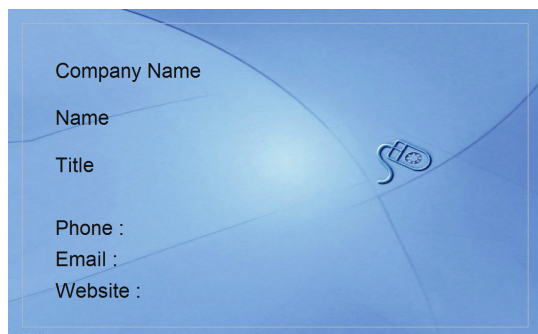 Company Name
Name
Title
Phone :
Email :
Website :